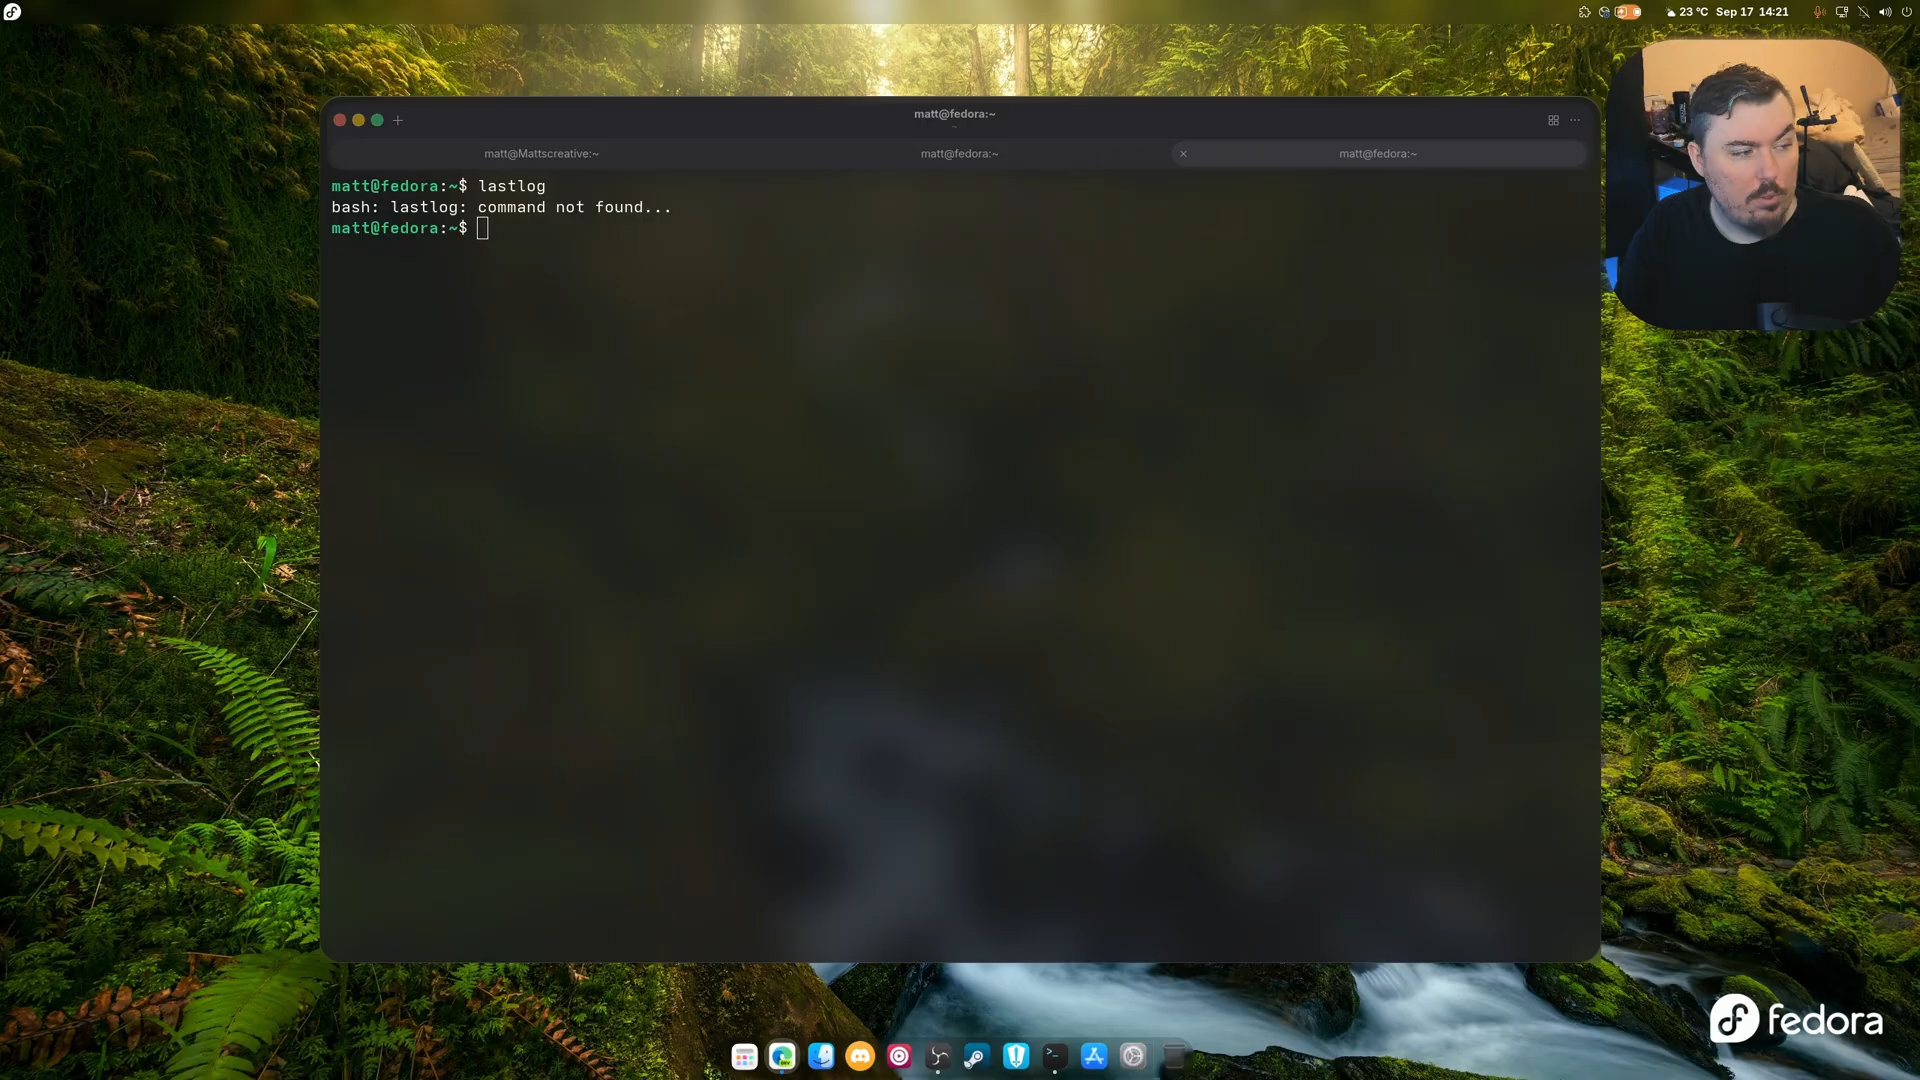 23 °C Sep 17 14:21
matt@fedora:~
~
matt@Mattscreative:~
matt@fedora:~
matt@fedora:~
matt@fedora:~$ lastlog
bash: lastlog: command not found...
matt@fedora:~$
fedora